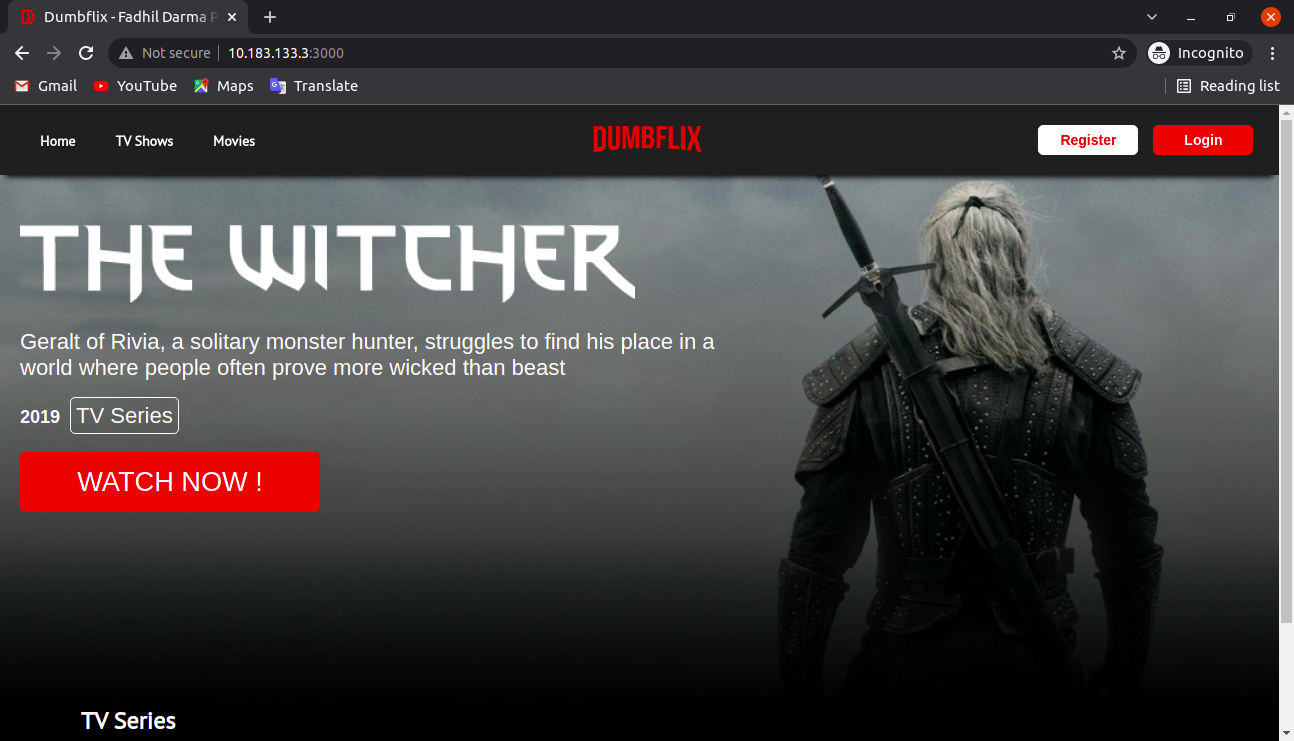 Dumbflix - Fadhil Darma P
Not secure
10.183.133.3:3000
Incognito
Gmail
YouTube
Maps
Translate
Reading list
Home
TV Shows
Movies
DUMBFLIX
Register
Login
THE WITCHER
Geralt of Rivia, a solitary monster hunter, struggles to find his place in a
world where people often prove more wicked than beast
2019 TV Series
WATCH NOW !
TV Series